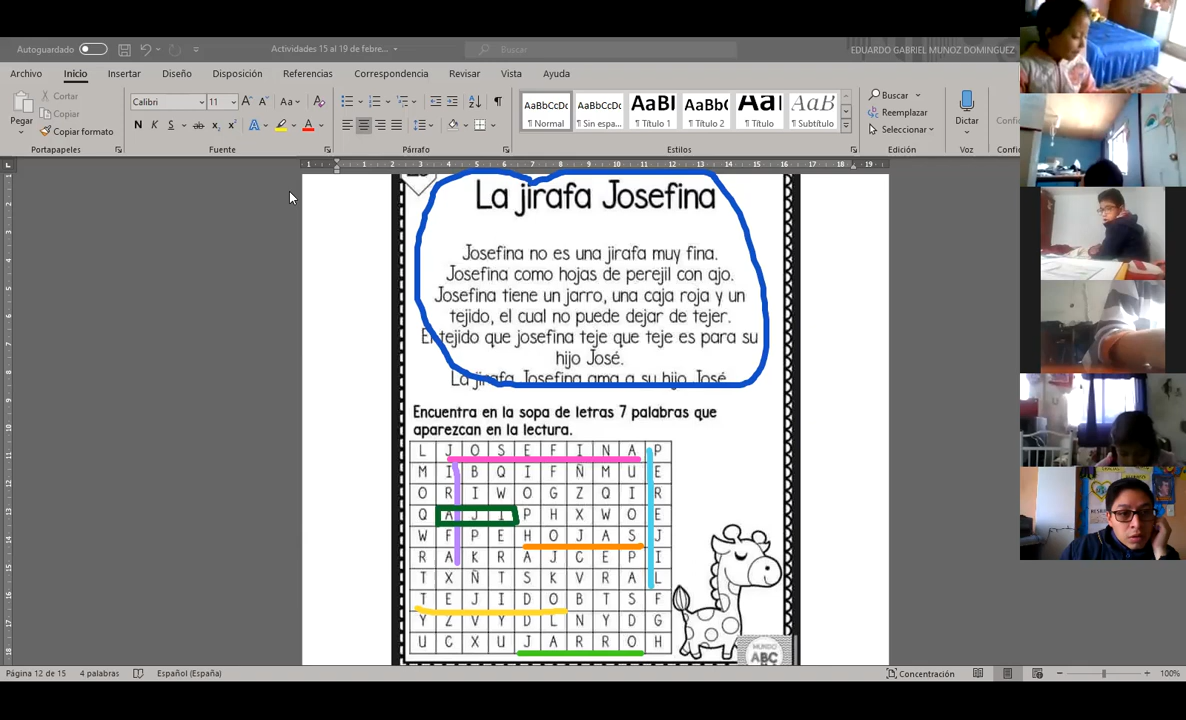 Autoguardado
Actividades 15 al 19 de febre...
Buscar
EDUARDO GABRIEL MUNOZ DOMINGUEZ
Archivo Inicio Insertar Diseño Disposición Referencias Correspondencia Revisar Vista Ayuda
Pegar
Cortar
Copiar
Copiar formato
Portapapeles
Calibri 11
N K S ab x₂ x²
Fuente
Párrafo
AaBbCcDc AaBbCcDc AaBl AaBbC Aal AaB
¶ Normal ¶ Sin espa... ¶ Título 1 ¶ Título 2 ¶ Título ¶ Subtítulo
Estilos
Buscar
Reemplazar
Seleccionar
Edición
Dictar
Voz
La jirafa Josefina
Josefina no es una jirafa muy fina.
Josefina como hojas de perejil con ajo.
Josefina tiene un jarro, una caja roja y un
tejido, el cual no puede dejar de tejer.
El tejido que josefina teje que teje es para su
hijo José.
La jirafa Josefina ama a su hijo José
Encuentra en la sopa de letras 7 palabras que
aparezcan en la lectura.
L J O S E F I N A P
M I B Q I F Ñ M U E
O R I W O G Z Q I R
Q A J I P H X W O E
W F P E H O J A S J
R A K R A J C E P I
T X Ñ T S K V R A L
T E J I D O B T S F
Y Z V Y D L N Y D G
U C X U J A R R O H
MUNDO
ABC
Página 12 de 15 4 palabras Español (España) Concentración 100%